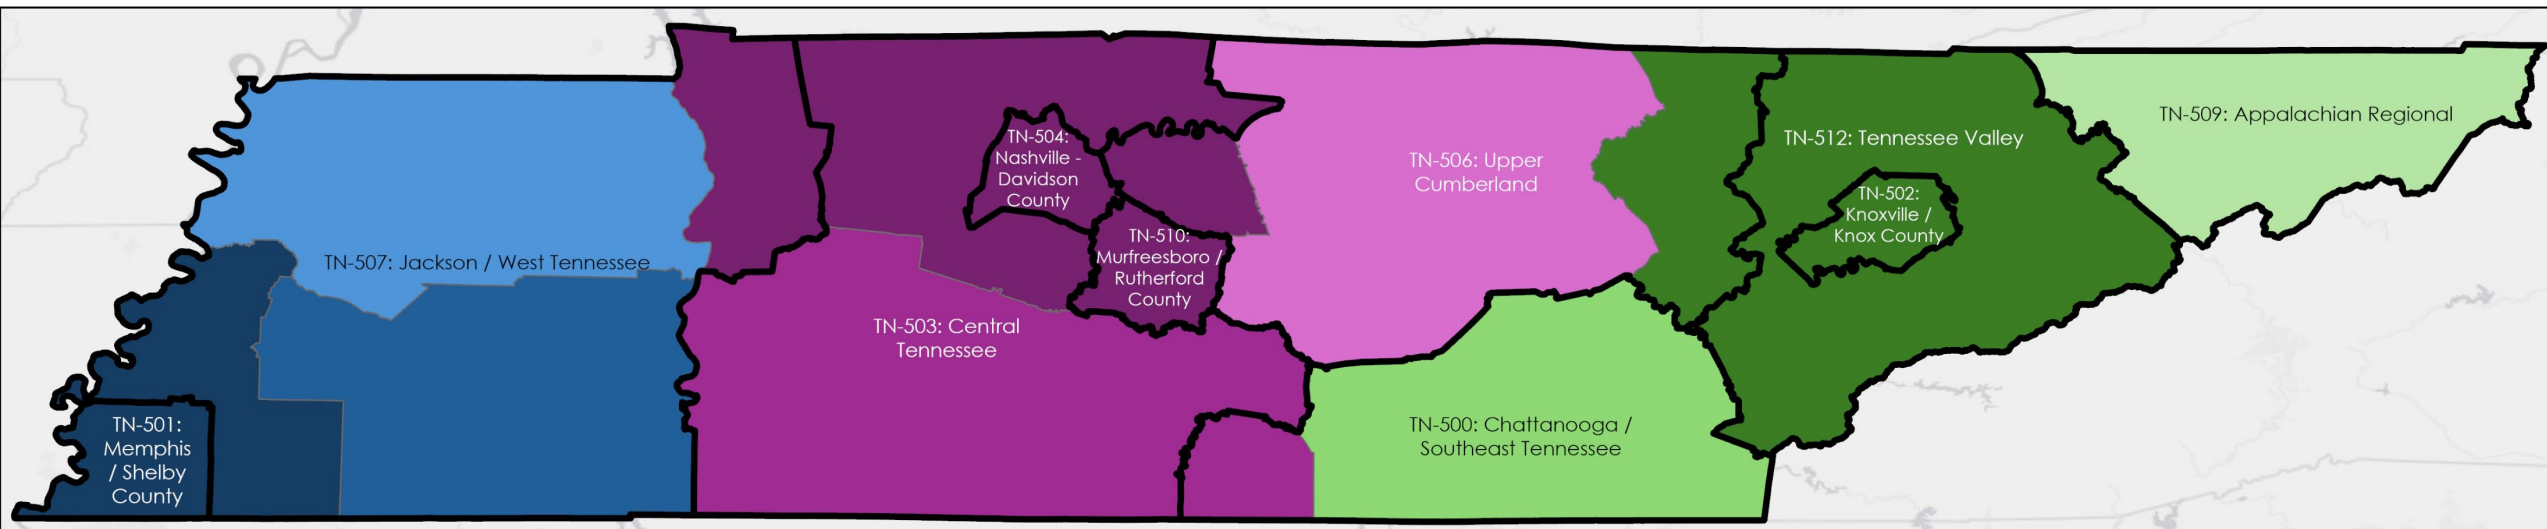 TN-504:
Nashville -
Davidson
County
TN-509: Appalachian Regional
TN-512: Tennessee Valley
TN-506: Upper
Cumberland
TN-502:
Knoxville /
Knox County
TN-510:
Murfreesboro /
Rutherford
County
TN-507: Jackson / West Tennessee
TN-503: Central
Tennessee
TN-501:
Memphis
/ Shelby
County
TN-500: Chattanooga /
Southeast Tennessee